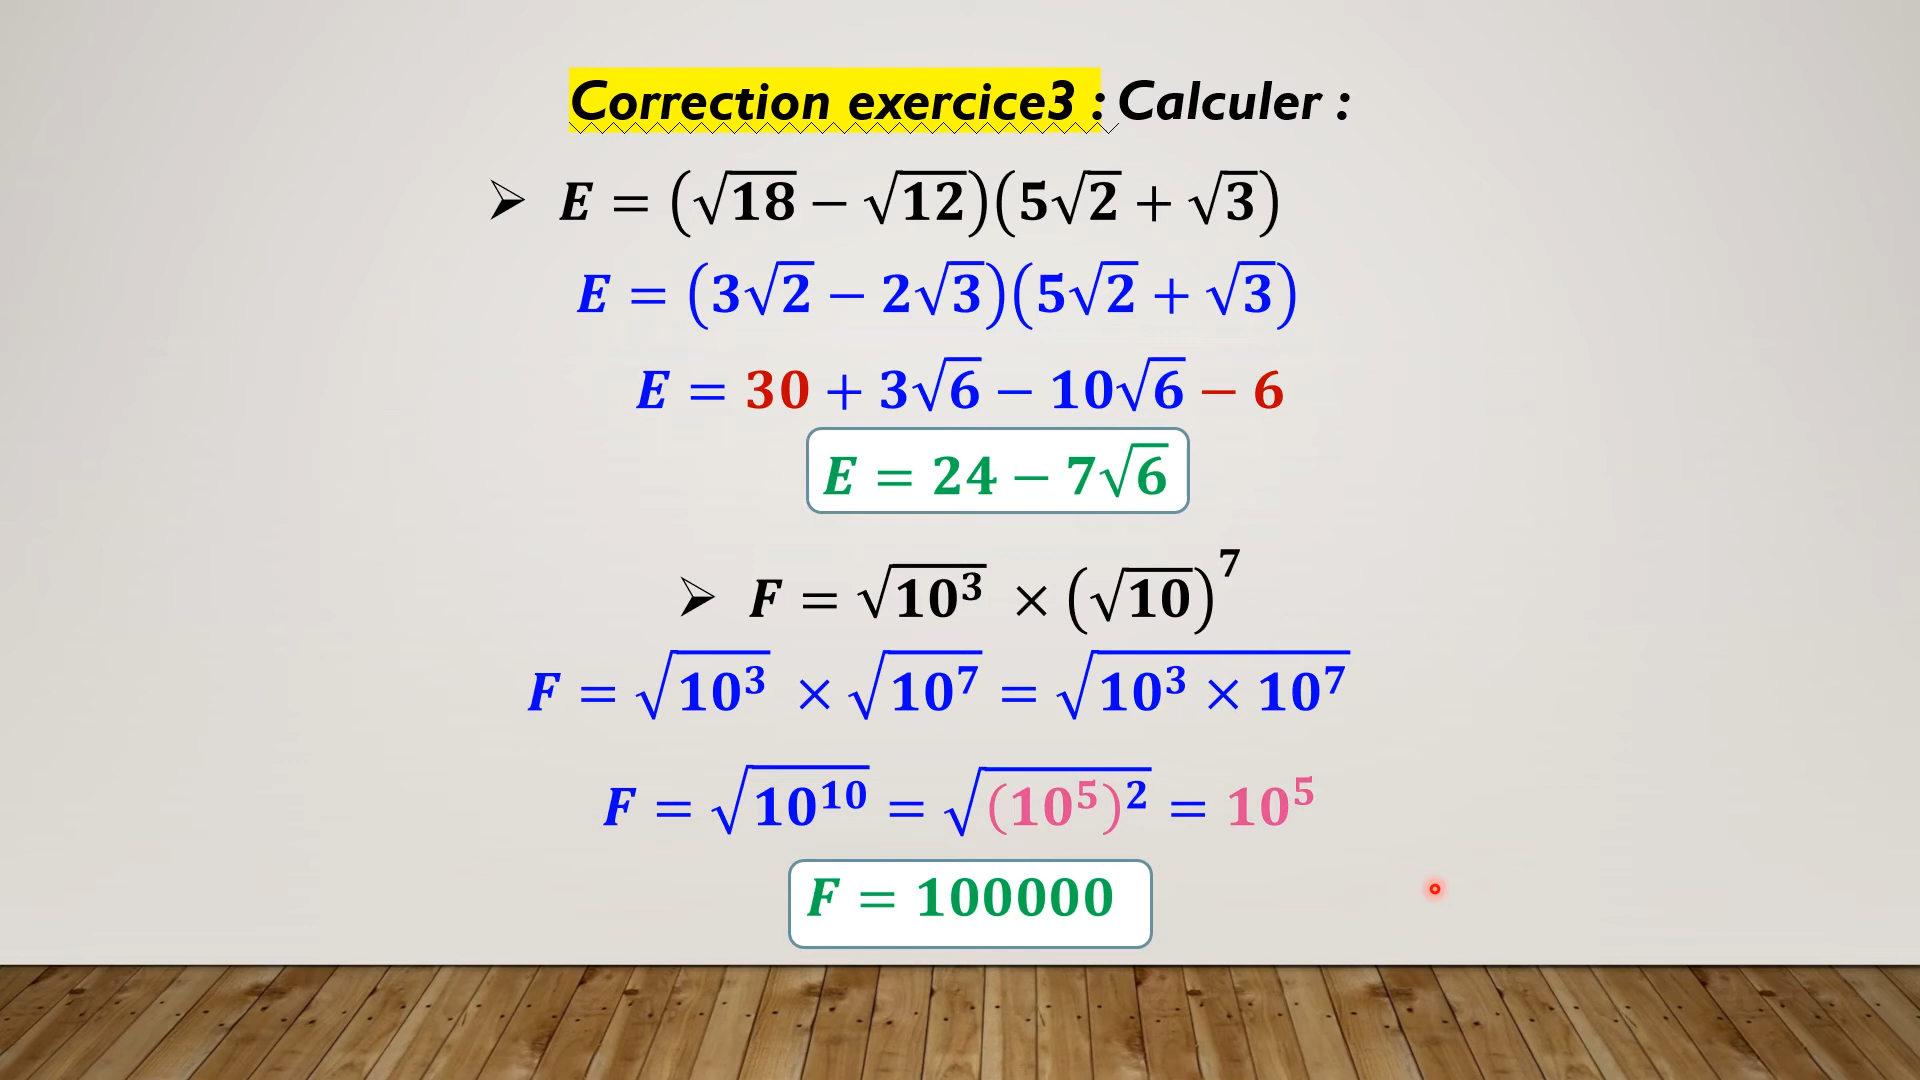 Correction exercice3 : Calculer :
➢ E = (√18 − √12)(5√2 + √3)
E = (3√2 − 2√3)(5√2 + √3)
E = 30 + 3√6 − 10√6 − 6
E = 24 − 7√6
➢ F = √(10³) × (√10)⁷
F = √(10³) × √(10⁷) = √(10³ × 10⁷)
F = √(10¹⁰) = √((10⁵)²) = 10⁵
F = 100000